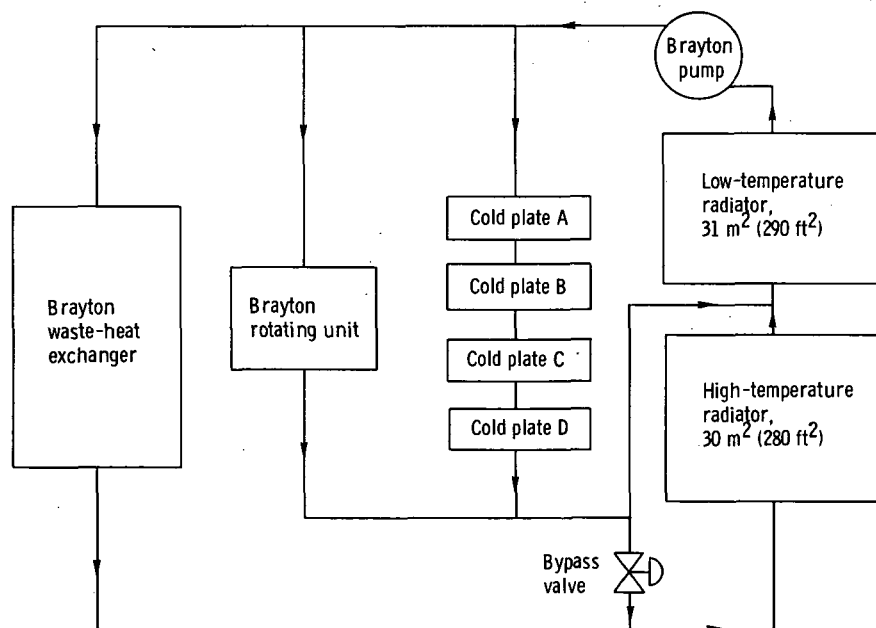 Brayton
pump
Low-temperature
radiator,
31 m² (290 ft²)
Cold plate A
Cold plate B
Brayton
waste-heat
exchanger
Brayton
rotating unit
Cold plate C
Cold plate D
High-temperature
radiator,
30 m² (280 ft²)
Bypass
valve